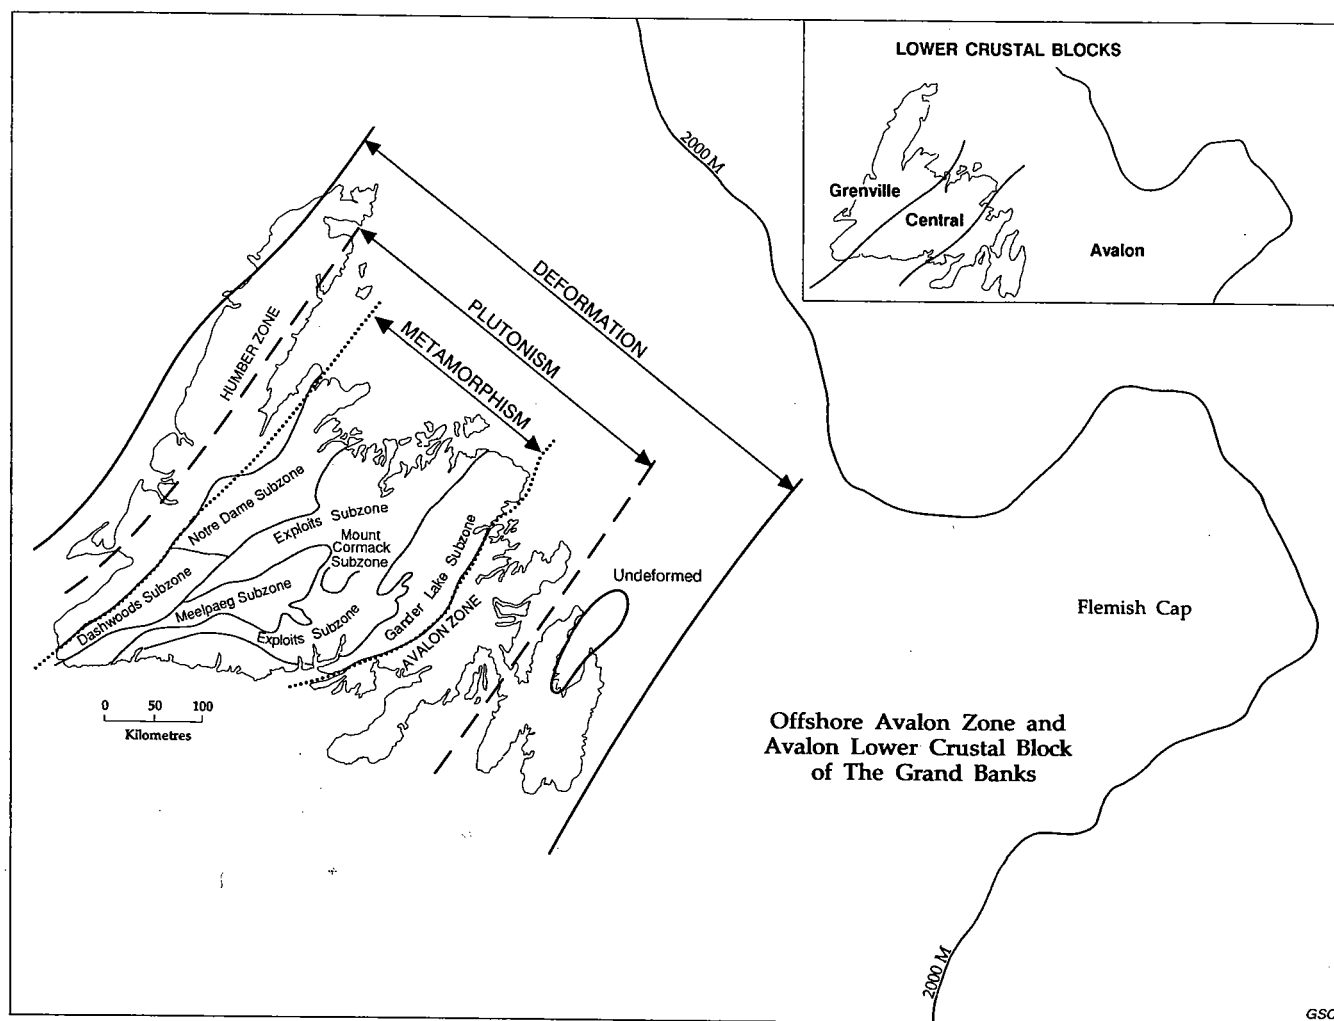 LOWER CRUSTAL BLOCKS
Grenville
Central
Avalon
2000 M
DEFORMATION
PLUTONISM
METAMORPHISM
HUMBER ZONE
Notre Dame Subzone
Exploits Subzone
Mount
Cormack
Subzone
Dashwoods Subzone
Meelpaeg Subzone
Exploits Subzone
Gander Lake Subzone
AVALON ZONE
Undeformed
Flemish Cap
0 50 100
Kilometres
Offshore Avalon Zone and
Avalon Lower Crustal Block
of The Grand Banks
2000 M
GSC